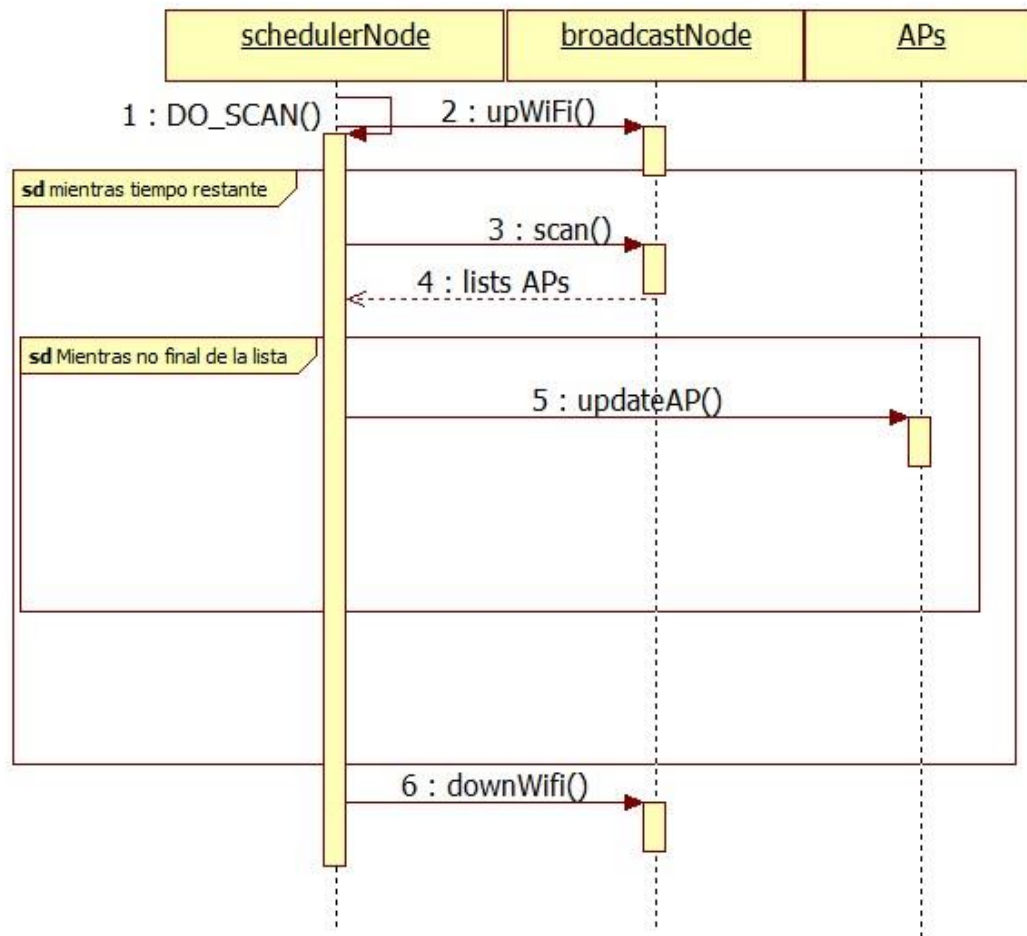 schedulerNode
broadcastNode
APs
1 : DO_SCAN()
2 : upWiFi()
sd mientras tiempo restante
3 : scan()
4 : lists APs
sd Mientras no final de la lista
5 : updateAP()
6 : downWifi()